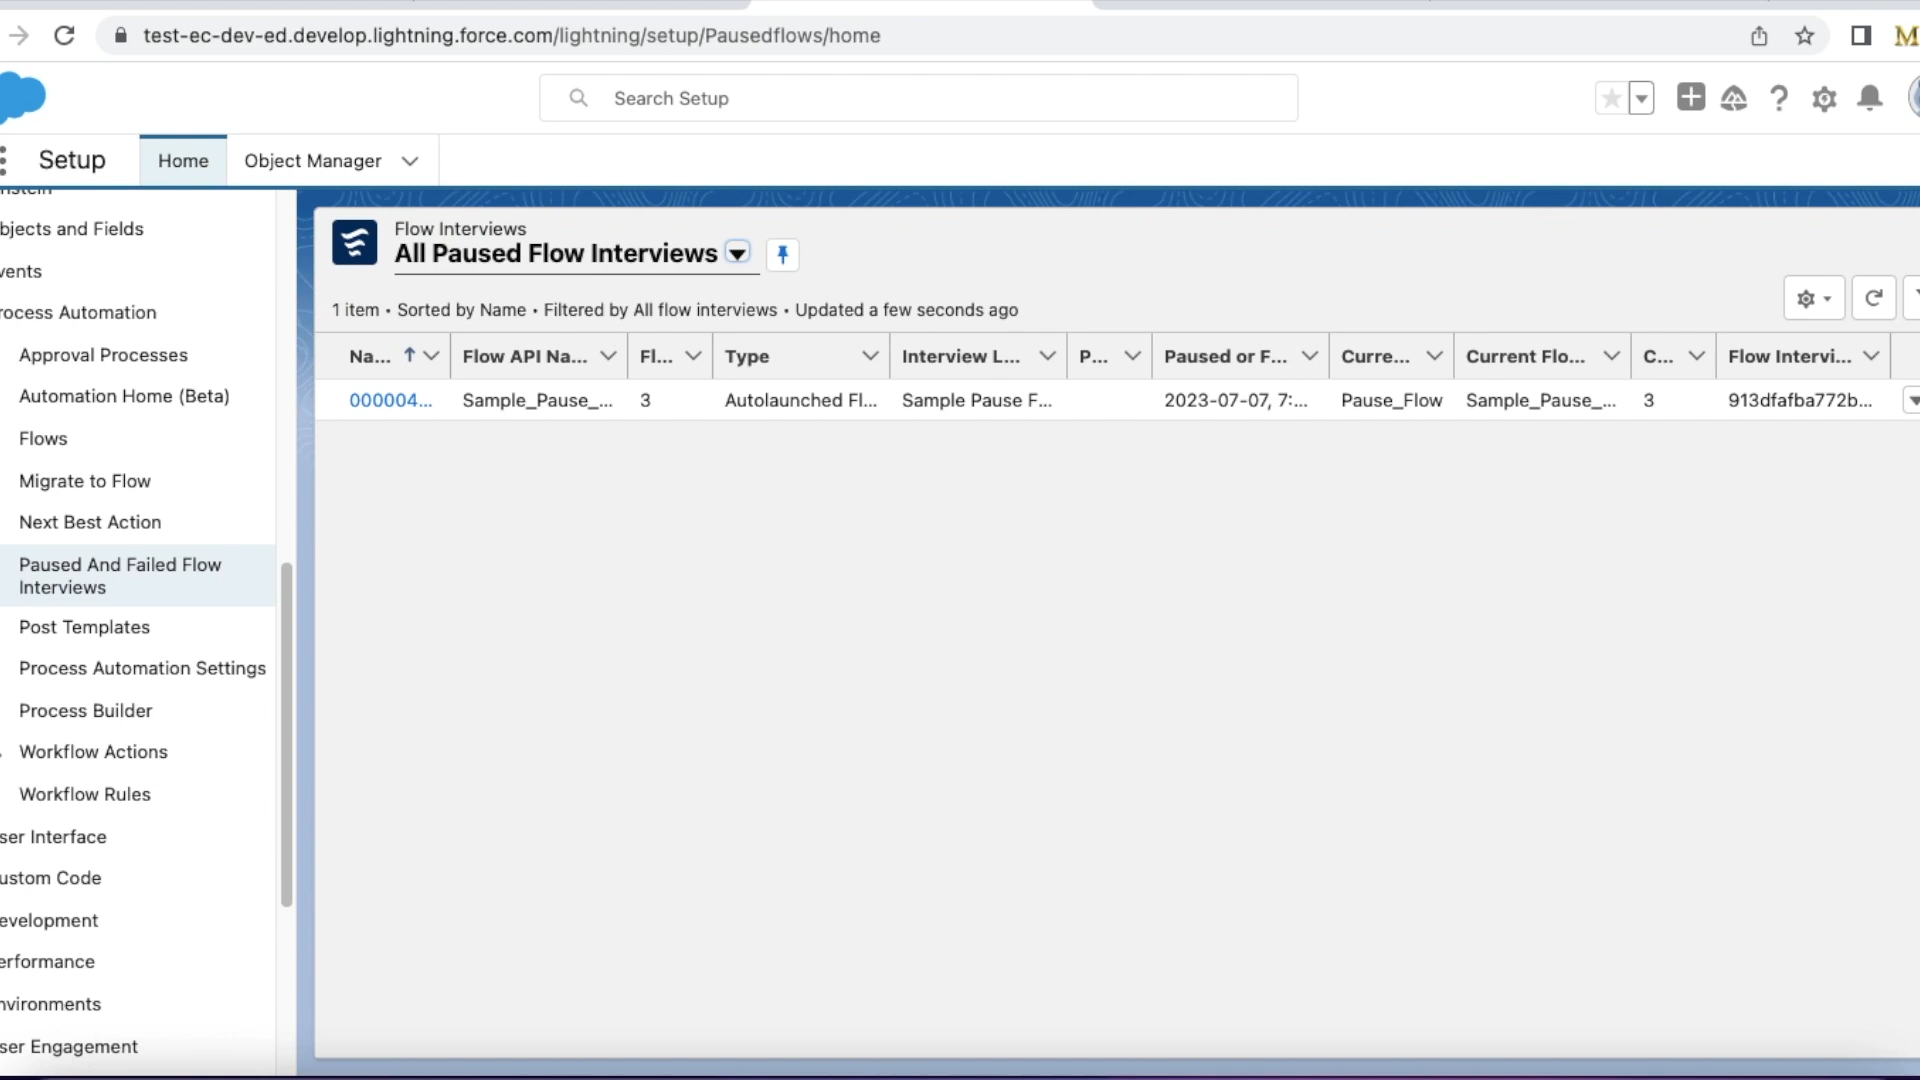 test-ec-dev-ed.develop.lightning.force.com/lightning/setup/Pausedflows/home
M
Search Setup
Setup
Home
Object Manager
bjects and Fields
vents
rocess Automation
Approval Processes
Automation Home (Beta)
Flows
Migrate to Flow
Next Best Action
Paused And Failed Flow
Interviews
Post Templates
Process Automation Settings
Process Builder
Workflow Actions
Workflow Rules
ser Interface
ustom Code
evelopment
erformance
nvironments
ser Engagement
Flow Interviews
All Paused Flow Interviews
1 item • Sorted by Name • Filtered by All flow interviews • Updated a few seconds ago
Na... Flow API Na... Fl... Type Interview L... P... Paused or F... Curre... Current Flo... C... Flow Intervi...
000004... Sample_Pause_... 3 Autolaunched Fl... Sample Pause F... 2023-07-07, 7:... Pause_Flow Sample_Pause_... 3 913dfafba772b...